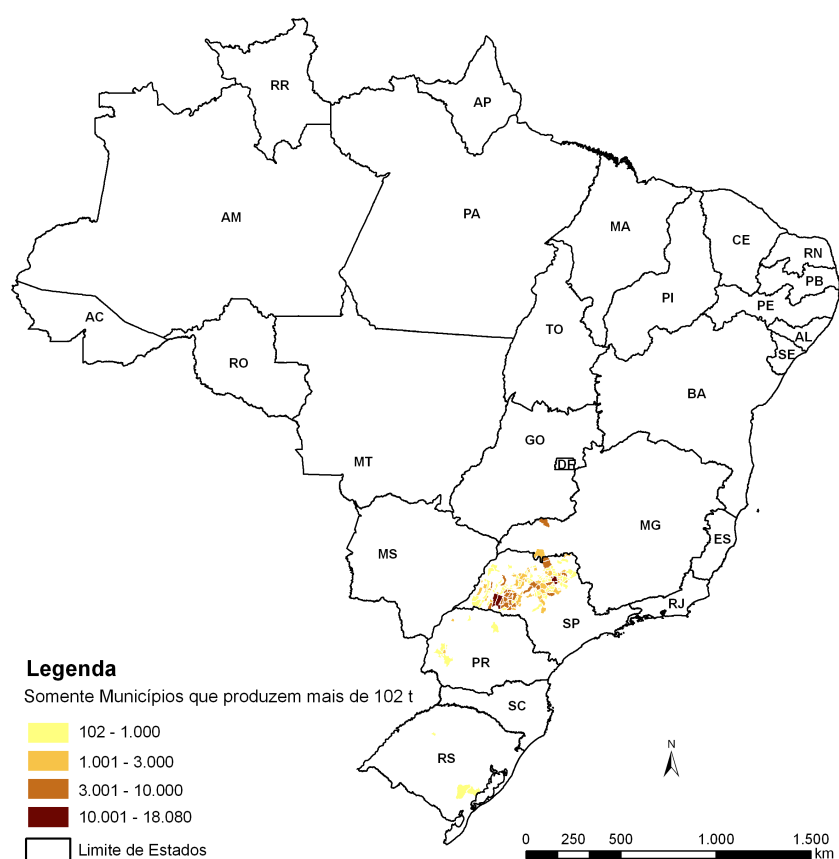 RR
AP
AM
PA
MA
CE
RN
PB
PE
PI
AC
TO
AL
SE
RO
BA
GO
DF
MT
MG
MS
ES
RJ
SP
PR
SC
RS
Legenda
Somente Municípios que produzem mais de 102 t
102 - 1.000
1.001 - 3.000
3.001 - 10.000
10.001 - 18.080
Limite de Estados
N
0 250 500 1.000 1.500
km